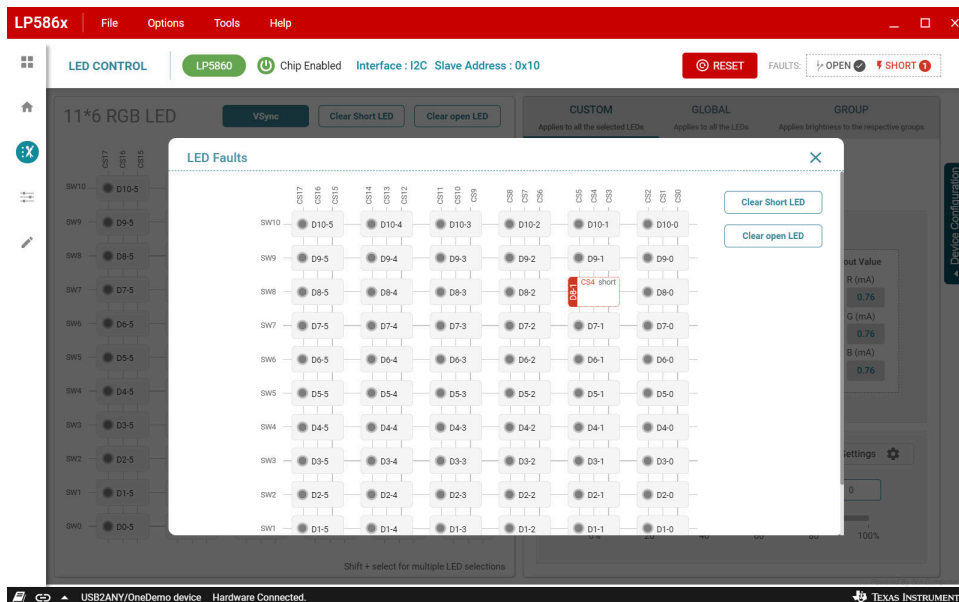 LP586x File Options Tools Help
LED CONTROL LP5860 Chip Enabled Interface : I2C Slave Address : 0x10 RESET FAULTS: OPEN SHORT 1
11*6 RGB LED VSync Clear Short LED Clear open LED CUSTOM GLOBAL GROUP
Applies to all the selected LEDs Applies to all the LEDs Applies brightness to the respective groups
CS17 CS16 CS15
LED Faults
CS17 CS16 CS15 CS14 CS13 CS12 CS11 CS10 CS9 CS8 CS7 CS6 CS5 CS4 CS3 CS2 CS1 CS0
Clear Short LED
Clear open LED
SW10 D10-5 SW10 D10-5 D10-4 D10-3 D10-2 D10-1 D10-0
SW9 D9-5 SW9 D9-5 D9-4 D9-3 D9-2 D9-1 D9-0
SW8 D8-5 SW8 D8-5 D8-4 D8-3 D8-2 D8-1 CS4 short D8-0
SW7 D7-5 SW7 D7-5 D7-4 D7-3 D7-2 D7-1 D7-0
SW6 D6-5 SW6 D6-5 D6-4 D6-3 D6-2 D6-1 D6-0
SW5 D5-5 SW5 D5-5 D5-4 D5-3 D5-2 D5-1 D5-0
SW4 D4-5 SW4 D4-5 D4-4 D4-3 D4-2 D4-1 D4-0
SW3 D3-5 SW3 D3-5 D3-4 D3-3 D3-2 D3-1 D3-0
SW2 D2-5 SW2 D2-5 D2-4 D2-3 D2-2 D2-1 D2-0
SW1 D1-5 SW1 D1-5 D1-4 D1-3 D1-2 D1-1 D1-0
SW0 D0-5
Device Configuration
Value
R (mA)
0.76
G (mA)
0.76
B (mA)
0.76
0
0% 20 40 60 80 100%
Shift + select for multiple LED selections
USB2ANY/OneDemo device Hardware Connected. TEXAS INSTRUMENT